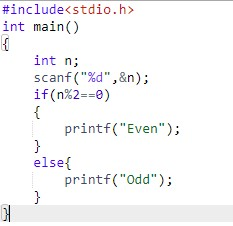 #include<stdio.h>
int main()
{
    int n;
    scanf("%d",&n);
    if(n%2==0)
    {
        printf("Even");
    }
    else{
        printf("Odd");
    }
}